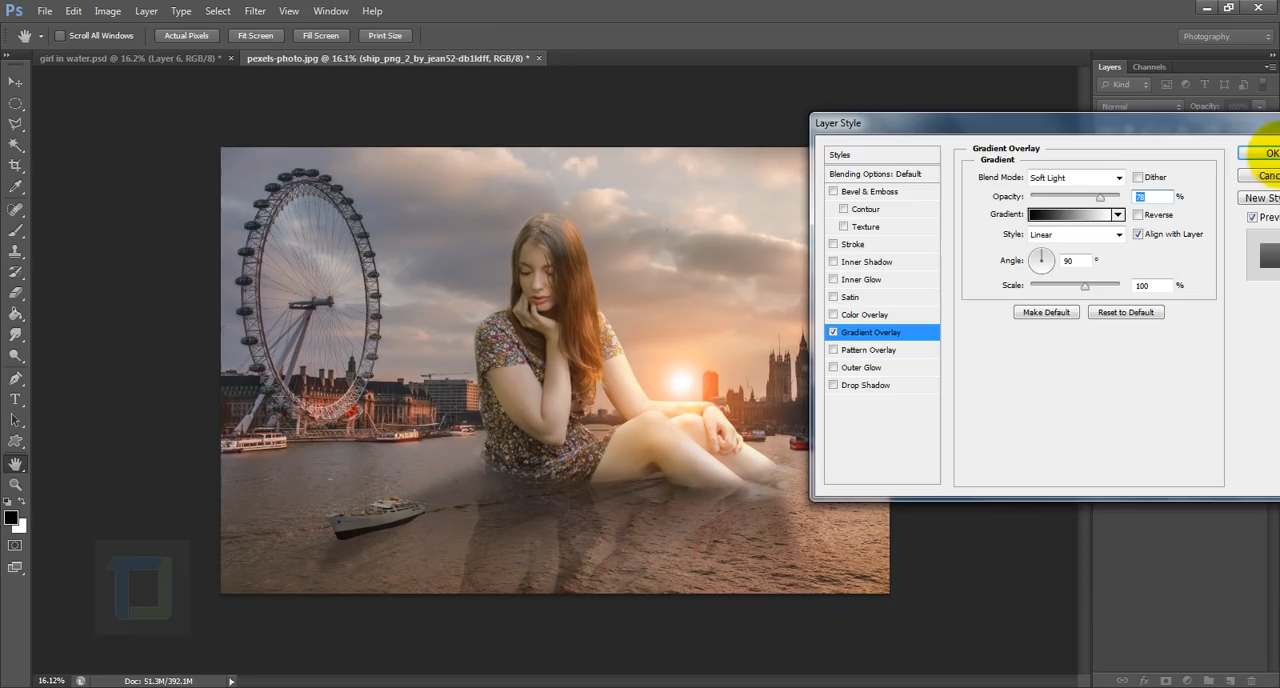 Ps File Edit Image Layer Type Select Filter View Window Help
Scroll All Windows Actual Pixels Fit Screen Fill Screen Print Size Photography
girl in water.psd @ 16.2% (Layer 6, RGB/8) * × pexels-photo.jpg @ 16.1% (ship_png_2_by_jean52-db1ldff, RGB/8) * ×
Layers Channels
Kind
Normal Opacity: 100%
Layer Style
Styles
Blending Options: Default
Bevel & Emboss
Contour
Texture
Stroke
Inner Shadow
Inner Glow
Satin
Color Overlay
Gradient Overlay
Pattern Overlay
Outer Glow
Drop Shadow
Gradient Overlay
Gradient
Blend Mode: Soft Light Dither
Opacity: 78 %
Gradient: Reverse
Style: Linear Align with Layer
Angle: 90 °
Scale: 100 %
Make Default Reset to Default
OK
Canc
New Sty
Prev
16.12% Doc: 51.3M/392.1M